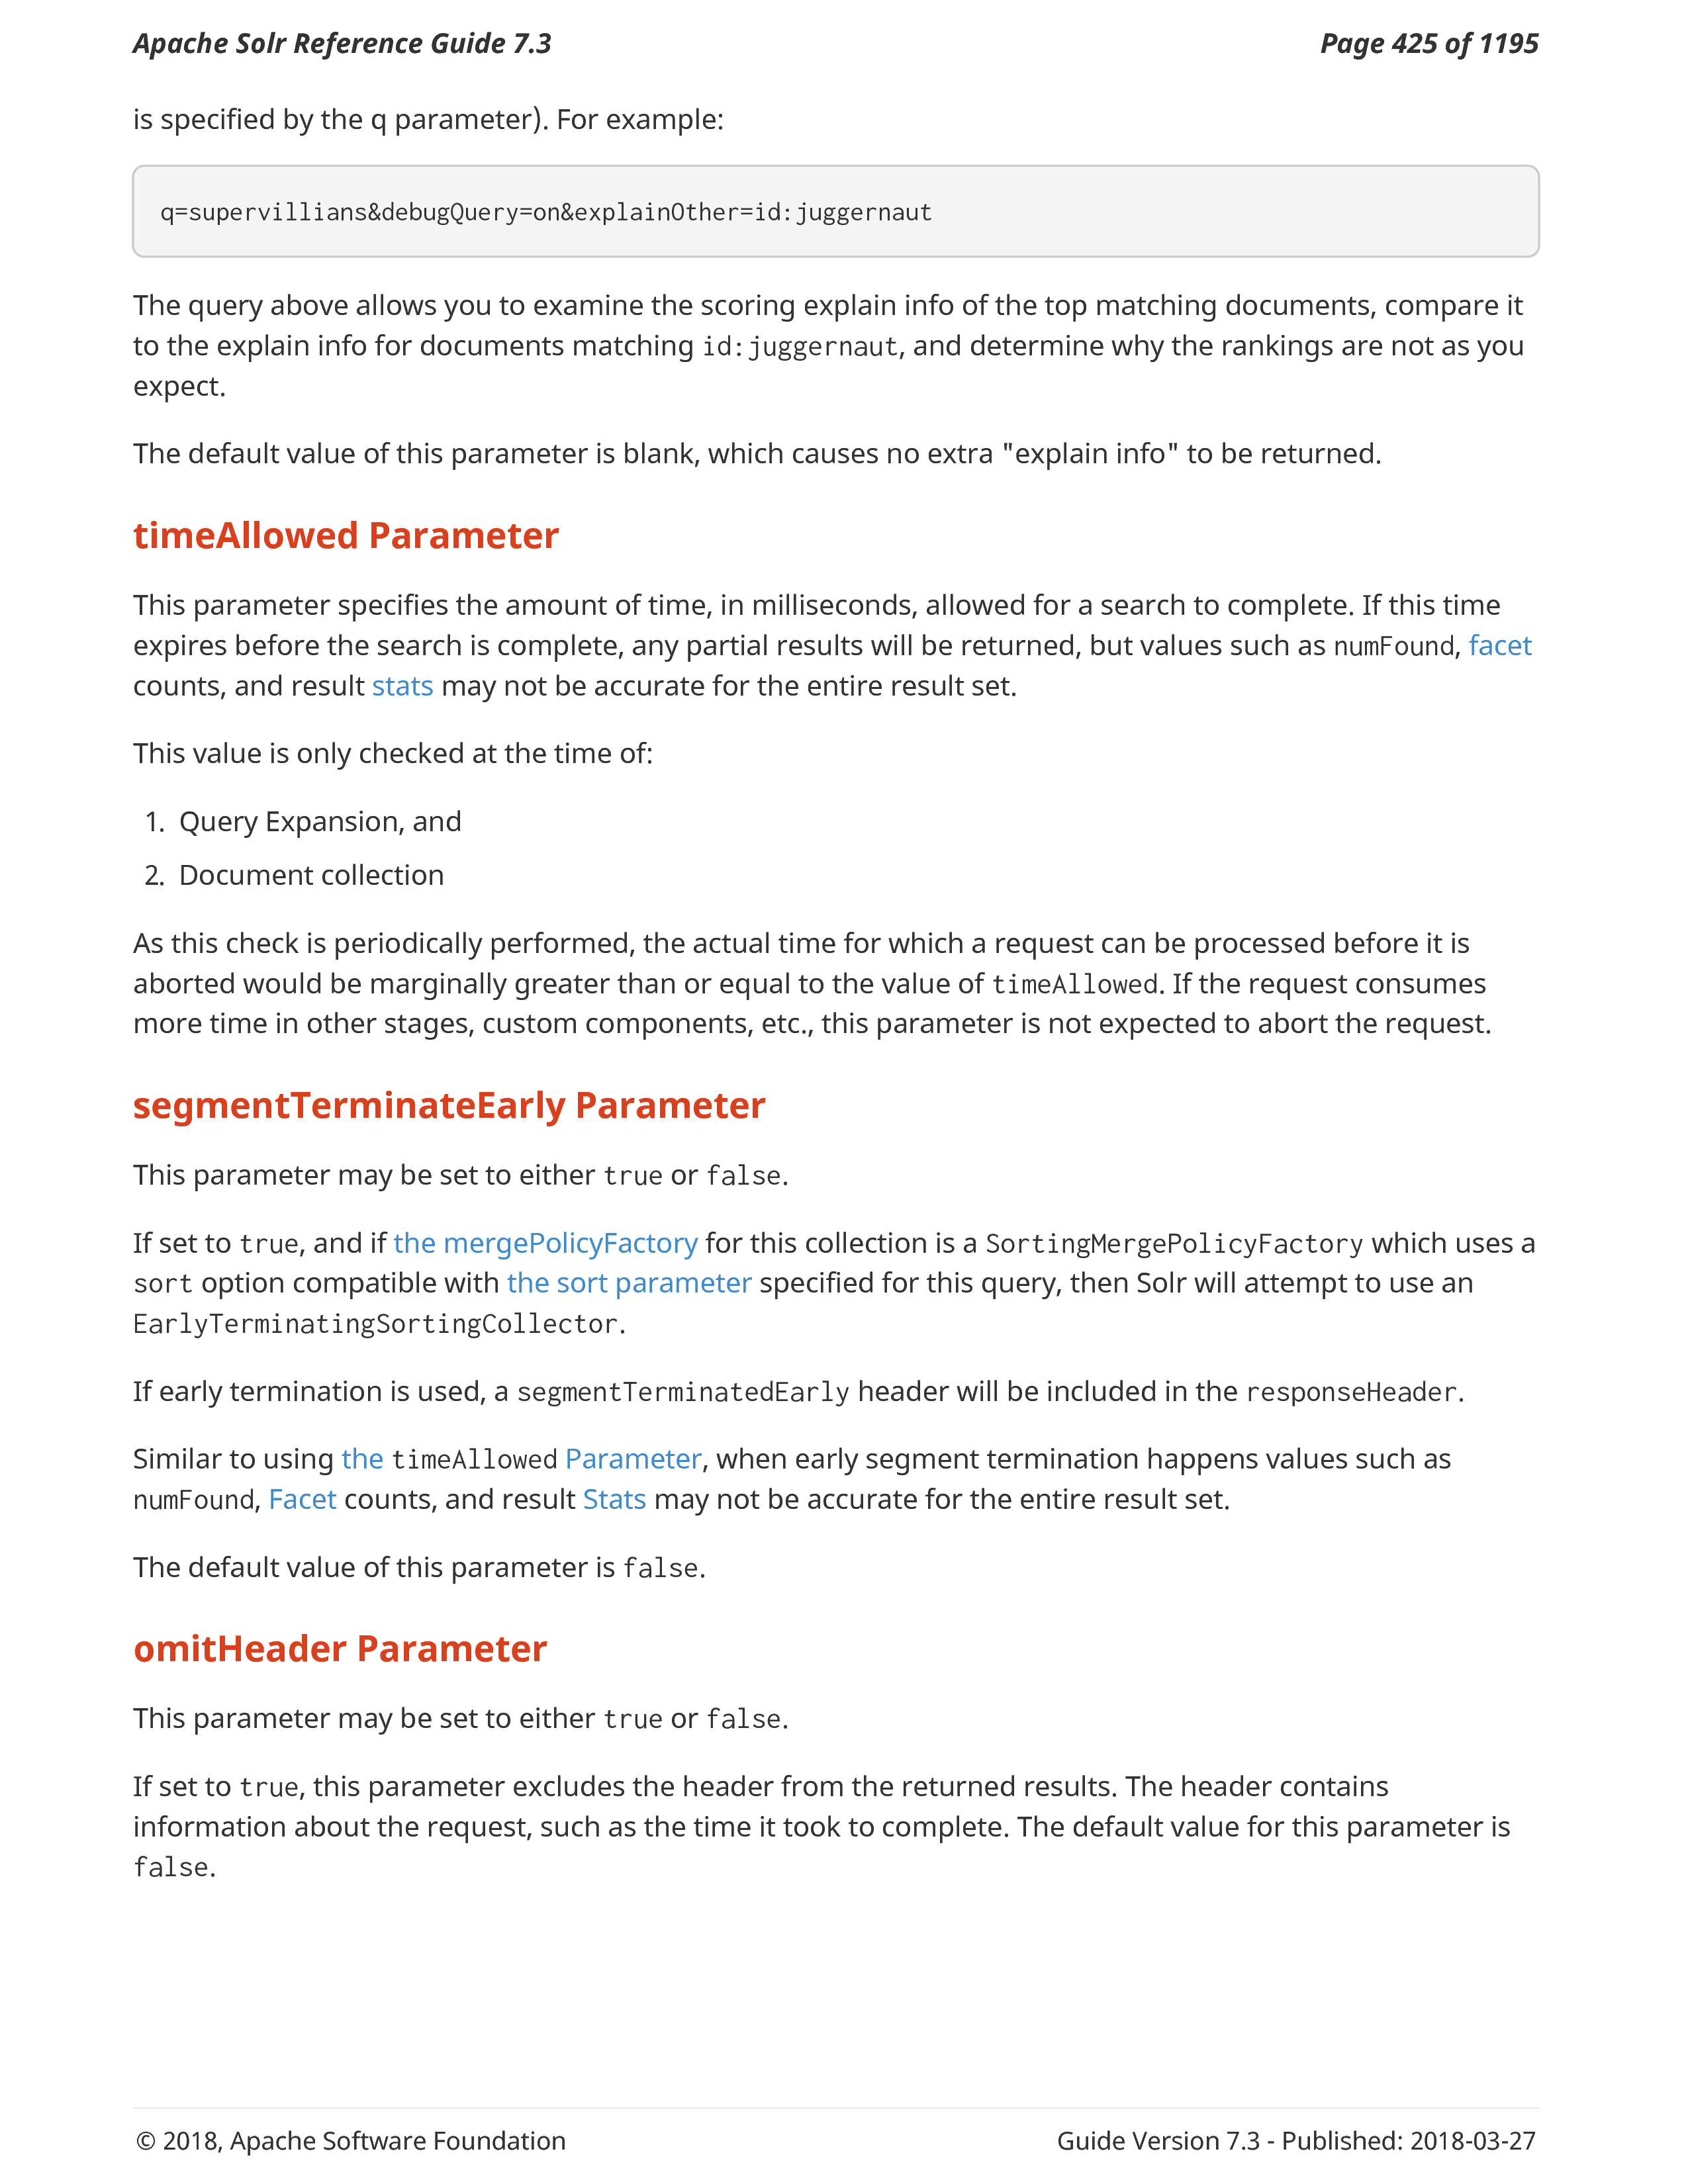 Apache Solr Reference Guide 7.3 Page 425 of 1195
is specified by the q parameter). For example:
q=supervillians&debugQuery=on&explainOther=id:juggernaut
The query above allows you to examine the scoring explain info of the top matching documents, compare it
to the explain info for documents matching id:juggernaut, and determine why the rankings are not as you
expect.
The default value of this parameter is blank, which causes no extra "explain info" to be returned.
timeAllowed Parameter
This parameter specifies the amount of time, in milliseconds, allowed for a search to complete. If this time
expires before the search is complete, any partial results will be returned, but values such as numFound, facet
counts, and result stats may not be accurate for the entire result set.
This value is only checked at the time of:
1. Query Expansion, and
2. Document collection
As this check is periodically performed, the actual time for which a request can be processed before it is
aborted would be marginally greater than or equal to the value of timeAllowed. If the request consumes
more time in other stages, custom components, etc., this parameter is not expected to abort the request.
segmentTerminateEarly Parameter
This parameter may be set to either true or false.
If set to true, and if the mergePolicyFactory for this collection is a SortingMergePolicyFactory which uses a
sort option compatible with the sort parameter specified for this query, then Solr will attempt to use an
EarlyTerminatingSortingCollector.
If early termination is used, a segmentTerminatedEarly header will be included in the responseHeader.
Similar to using the timeAllowed Parameter, when early segment termination happens values such as
numFound, Facet counts, and result Stats may not be accurate for the entire result set.
The default value of this parameter is false.
omitHeader Parameter
This parameter may be set to either true or false.
If set to true, this parameter excludes the header from the returned results. The header contains
information about the request, such as the time it took to complete. The default value for this parameter is
false.
© 2018, Apache Software Foundation Guide Version 7.3 - Published: 2018-03-27